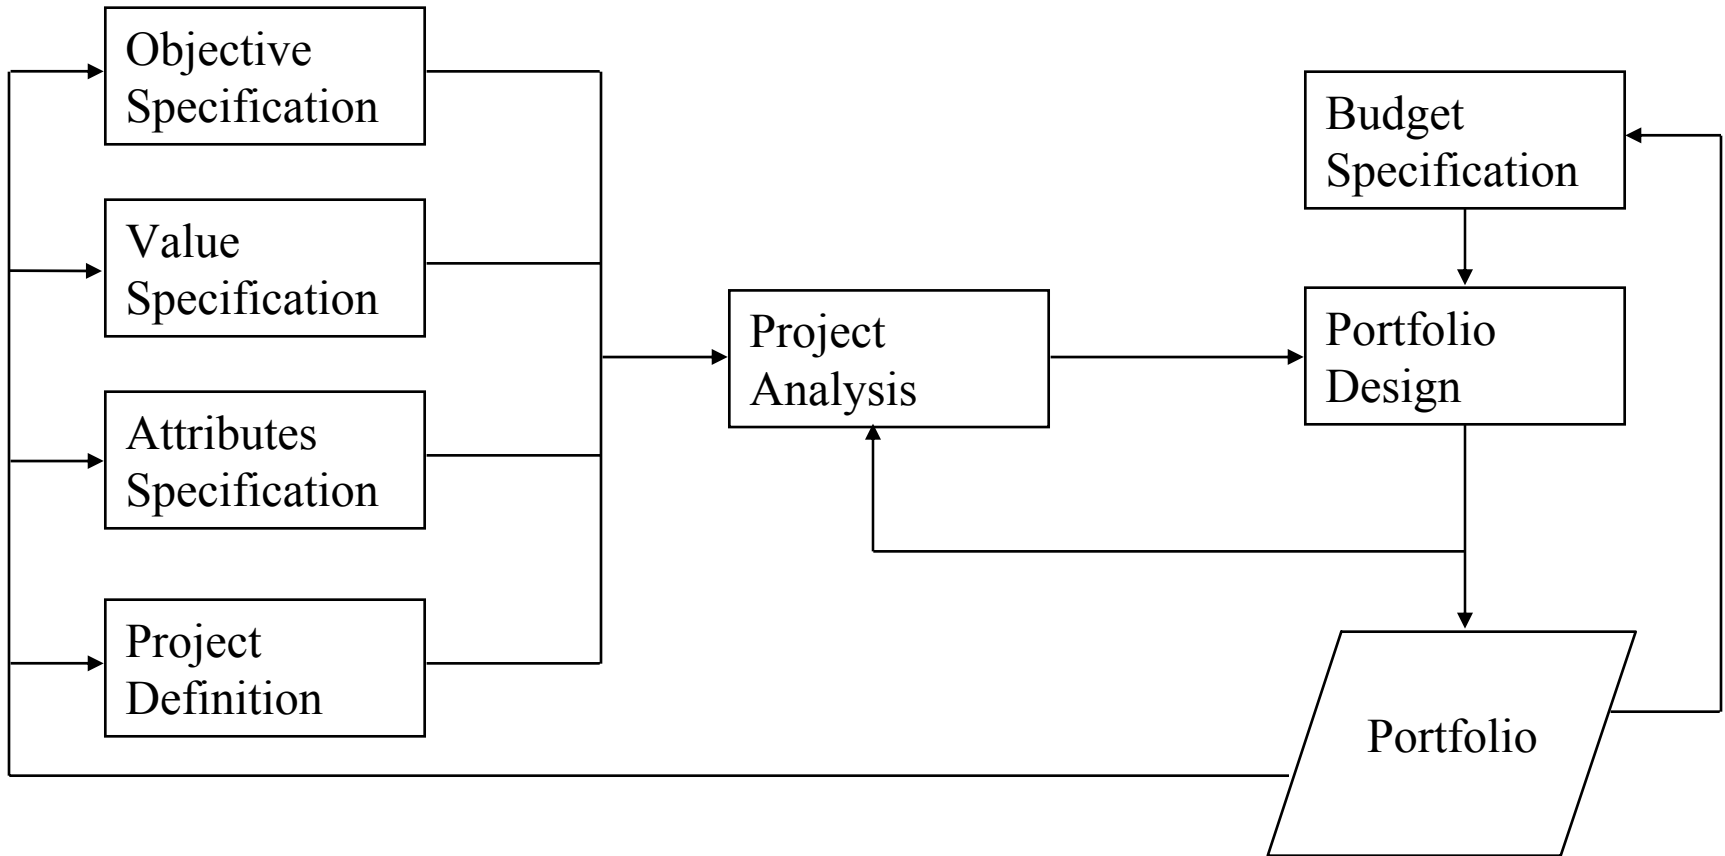 Objective
Specification
Value
Specification
Attributes
Specification
Project
Definition
Project
Analysis
Budget
Specification
Portfolio
Design
Portfolio